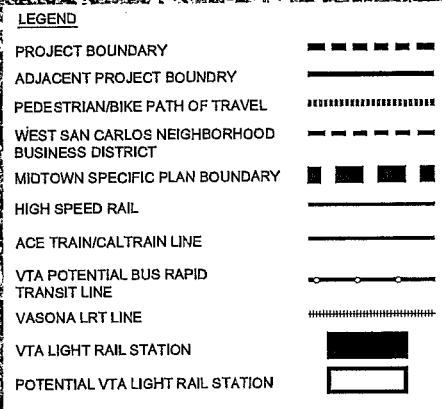 LEGEND
PROJECT BOUNDARY
ADJACENT PROJECT BOUNDRY
PEDESTRIAN/BIKE PATH OF TRAVEL
WEST SAN CARLOS NEIGHBORHOOD
BUSINESS DISTRICT
MIDTOWN SPECIFIC PLAN BOUNDARY
HIGH SPEED RAIL
ACE TRAIN/CALTRAIN LINE
VTA POTENTIAL BUS RAPID
TRANSIT LINE
VASONA LRT LINE
VTA LIGHT RAIL STATION
POTENTIAL VTA LIGHT RAIL STATION